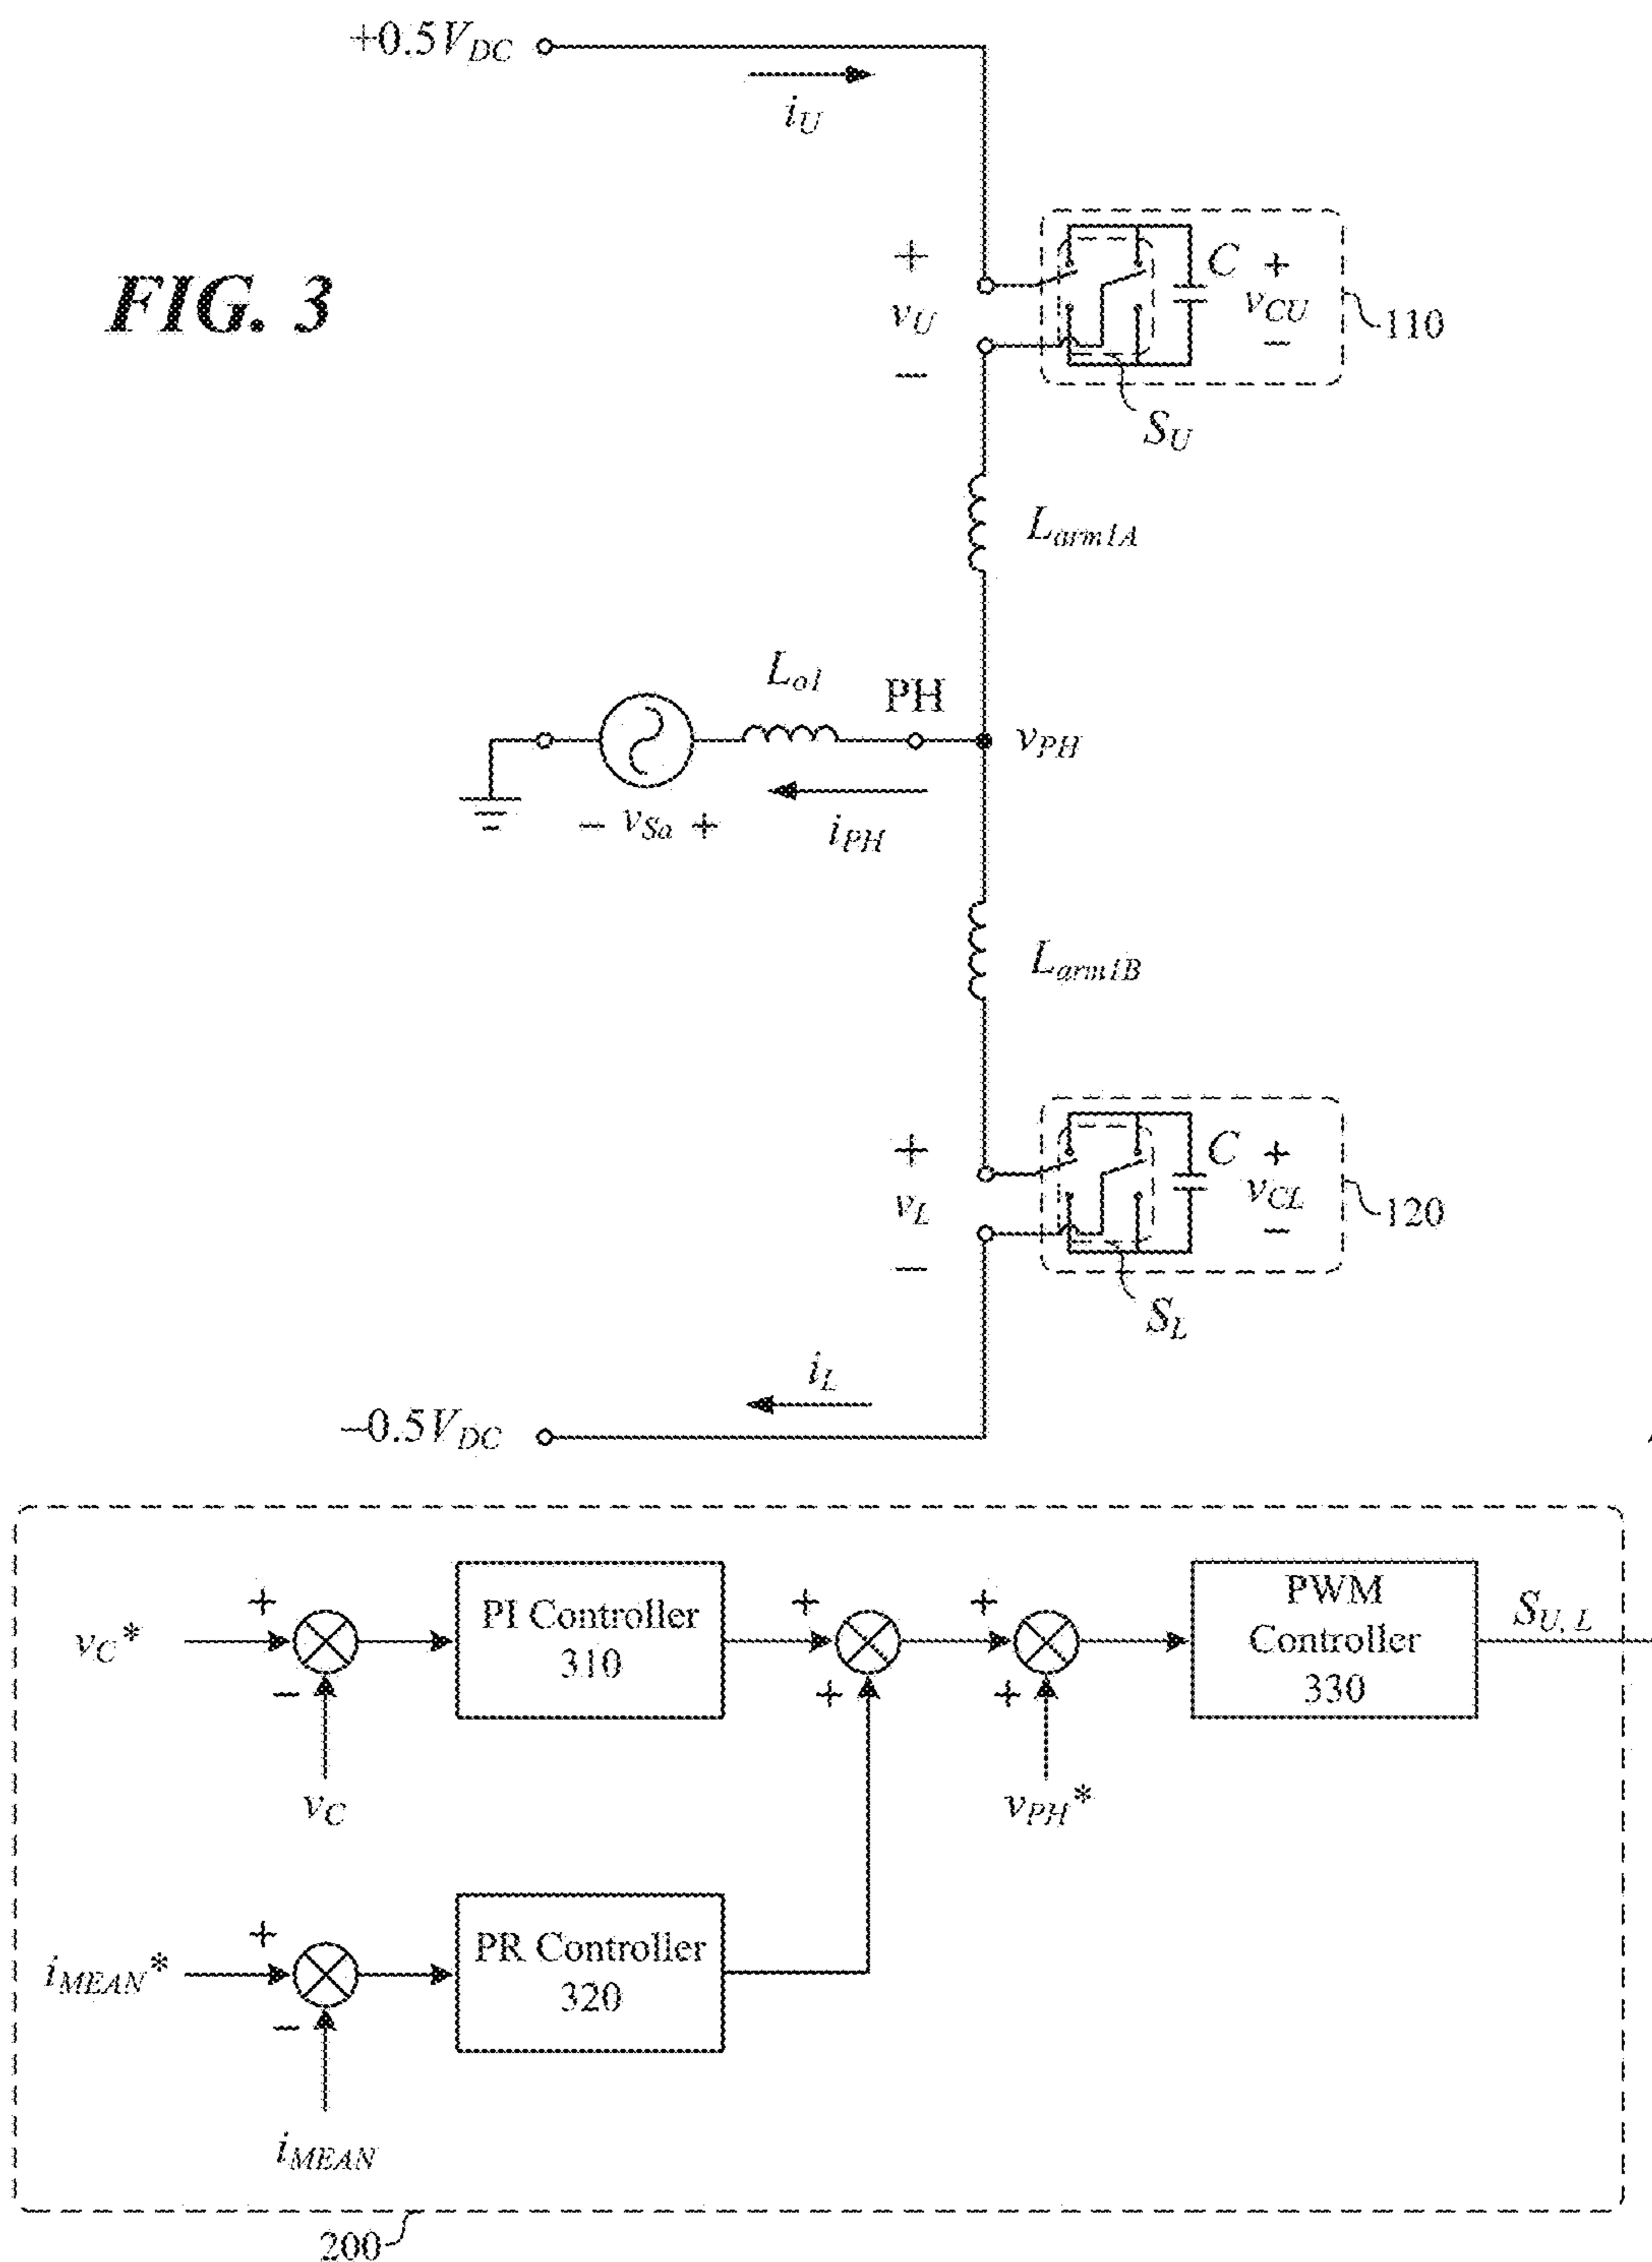 +0.5V_DC
i_U
FIG. 3
+
v_U
−
C +
v_CU
−
110
S_U
L_arm1A
L_o1
PH
v_PH
− v_Sa +
i_PH
L_arm1B
+
v_L
−
C +
v_CL
−
120
S_L
i_L
−0.5V_DC
v_C*
+
−
v_C
PI Controller
310
+
+
+
+
v_PH*
PWM
Controller
330
S_U, L
i_MEAN*
+
−
i_MEAN
PR Controller
320
200